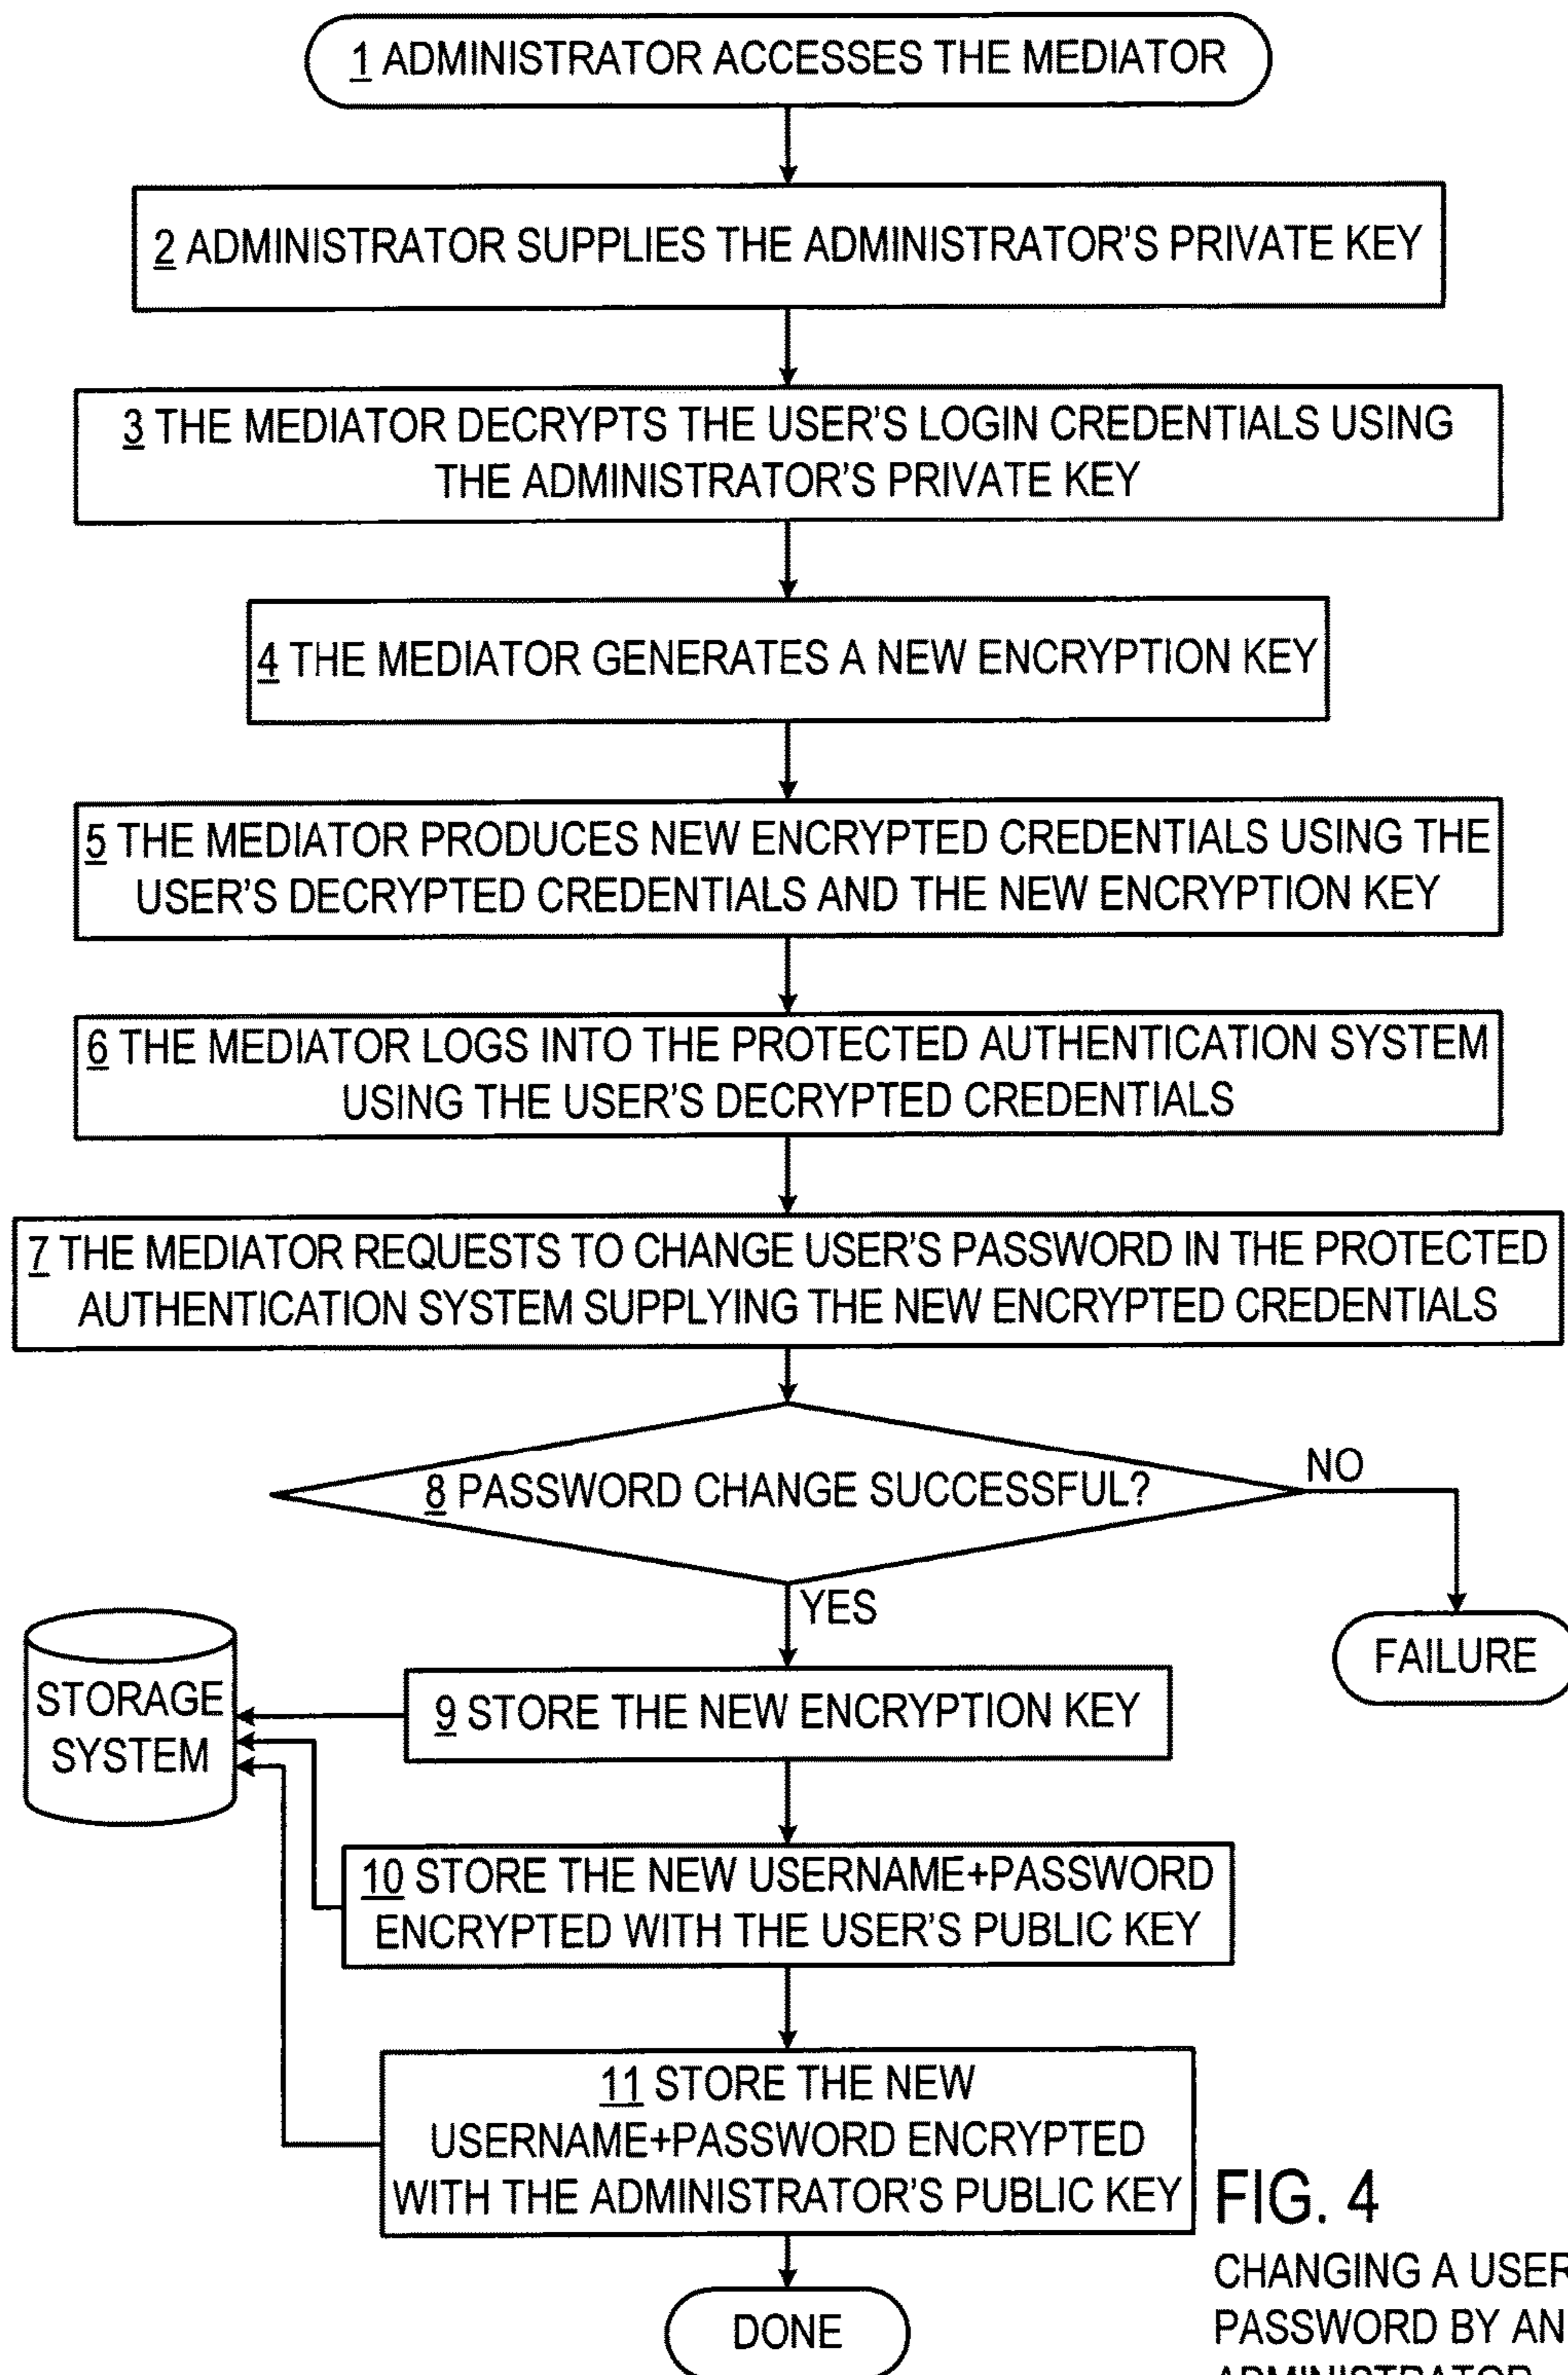 1 ADMINISTRATOR ACCESSES THE MEDIATOR
2 ADMINISTRATOR SUPPLIES THE ADMINISTRATOR'S PRIVATE KEY
3 THE MEDIATOR DECRYPTS THE USER'S LOGIN CREDENTIALS USING
THE ADMINISTRATOR'S PRIVATE KEY
4 THE MEDIATOR GENERATES A NEW ENCRYPTION KEY
5 THE MEDIATOR PRODUCES NEW ENCRYPTED CREDENTIALS USING THE
USER'S DECRYPTED CREDENTIALS AND THE NEW ENCRYPTION KEY
6 THE MEDIATOR LOGS INTO THE PROTECTED AUTHENTICATION SYSTEM
USING THE USER'S DECRYPTED CREDENTIALS
7 THE MEDIATOR REQUESTS TO CHANGE USER'S PASSWORD IN THE PROTECTED
AUTHENTICATION SYSTEM SUPPLYING THE NEW ENCRYPTED CREDENTIALS
8 PASSWORD CHANGE SUCCESSFUL?
NO
YES
FAILURE
STORAGE
SYSTEM
9 STORE THE NEW ENCRYPTION KEY
10 STORE THE NEW USERNAME+PASSWORD
ENCRYPTED WITH THE USER'S PUBLIC KEY
11 STORE THE NEW
USERNAME+PASSWORD ENCRYPTED
WITH THE ADMINISTRATOR'S PUBLIC KEY
DONE
FIG. 4
CHANGING A USER
PASSWORD BY AN
ADMINISTRATOR